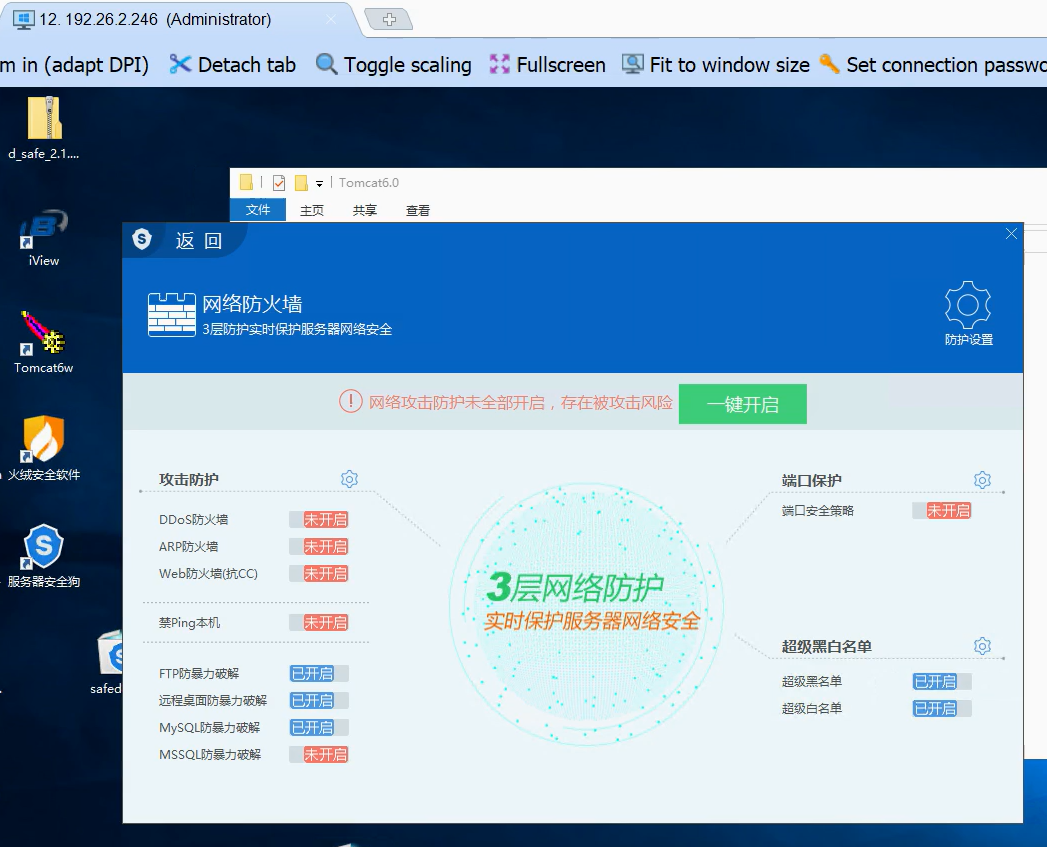 12. 192.26.2.246 (Administrator)
m in (adapt DPI) Detach tab Toggle scaling Fullscreen Fit to window size Set connection passwo
d_safe_2.1....
iView
Tomcat6w
火绒安全软件
服务器安全狗
safed
Tomcat6.0
文件 主页 共享 查看
返 回
网络防火墙
3层防护实时保护服务器网络安全
防护设置
网络攻击防护未全部开启，存在被攻击风险 一键开启
攻击防护
DDoS防火墙 未开启
ARP防火墙 未开启
Web防火墙(抗CC) 未开启
禁Ping本机 未开启
FTP防暴力破解 已开启
远程桌面防暴力破解 已开启
MySQL防暴力破解 已开启
MSSQL防暴力破解 未开启
3层网络防护
实时保护服务器网络安全
端口保护
端口安全策略 未开启
超级黑白名单
超级黑名单 已开启
超级白名单 已开启